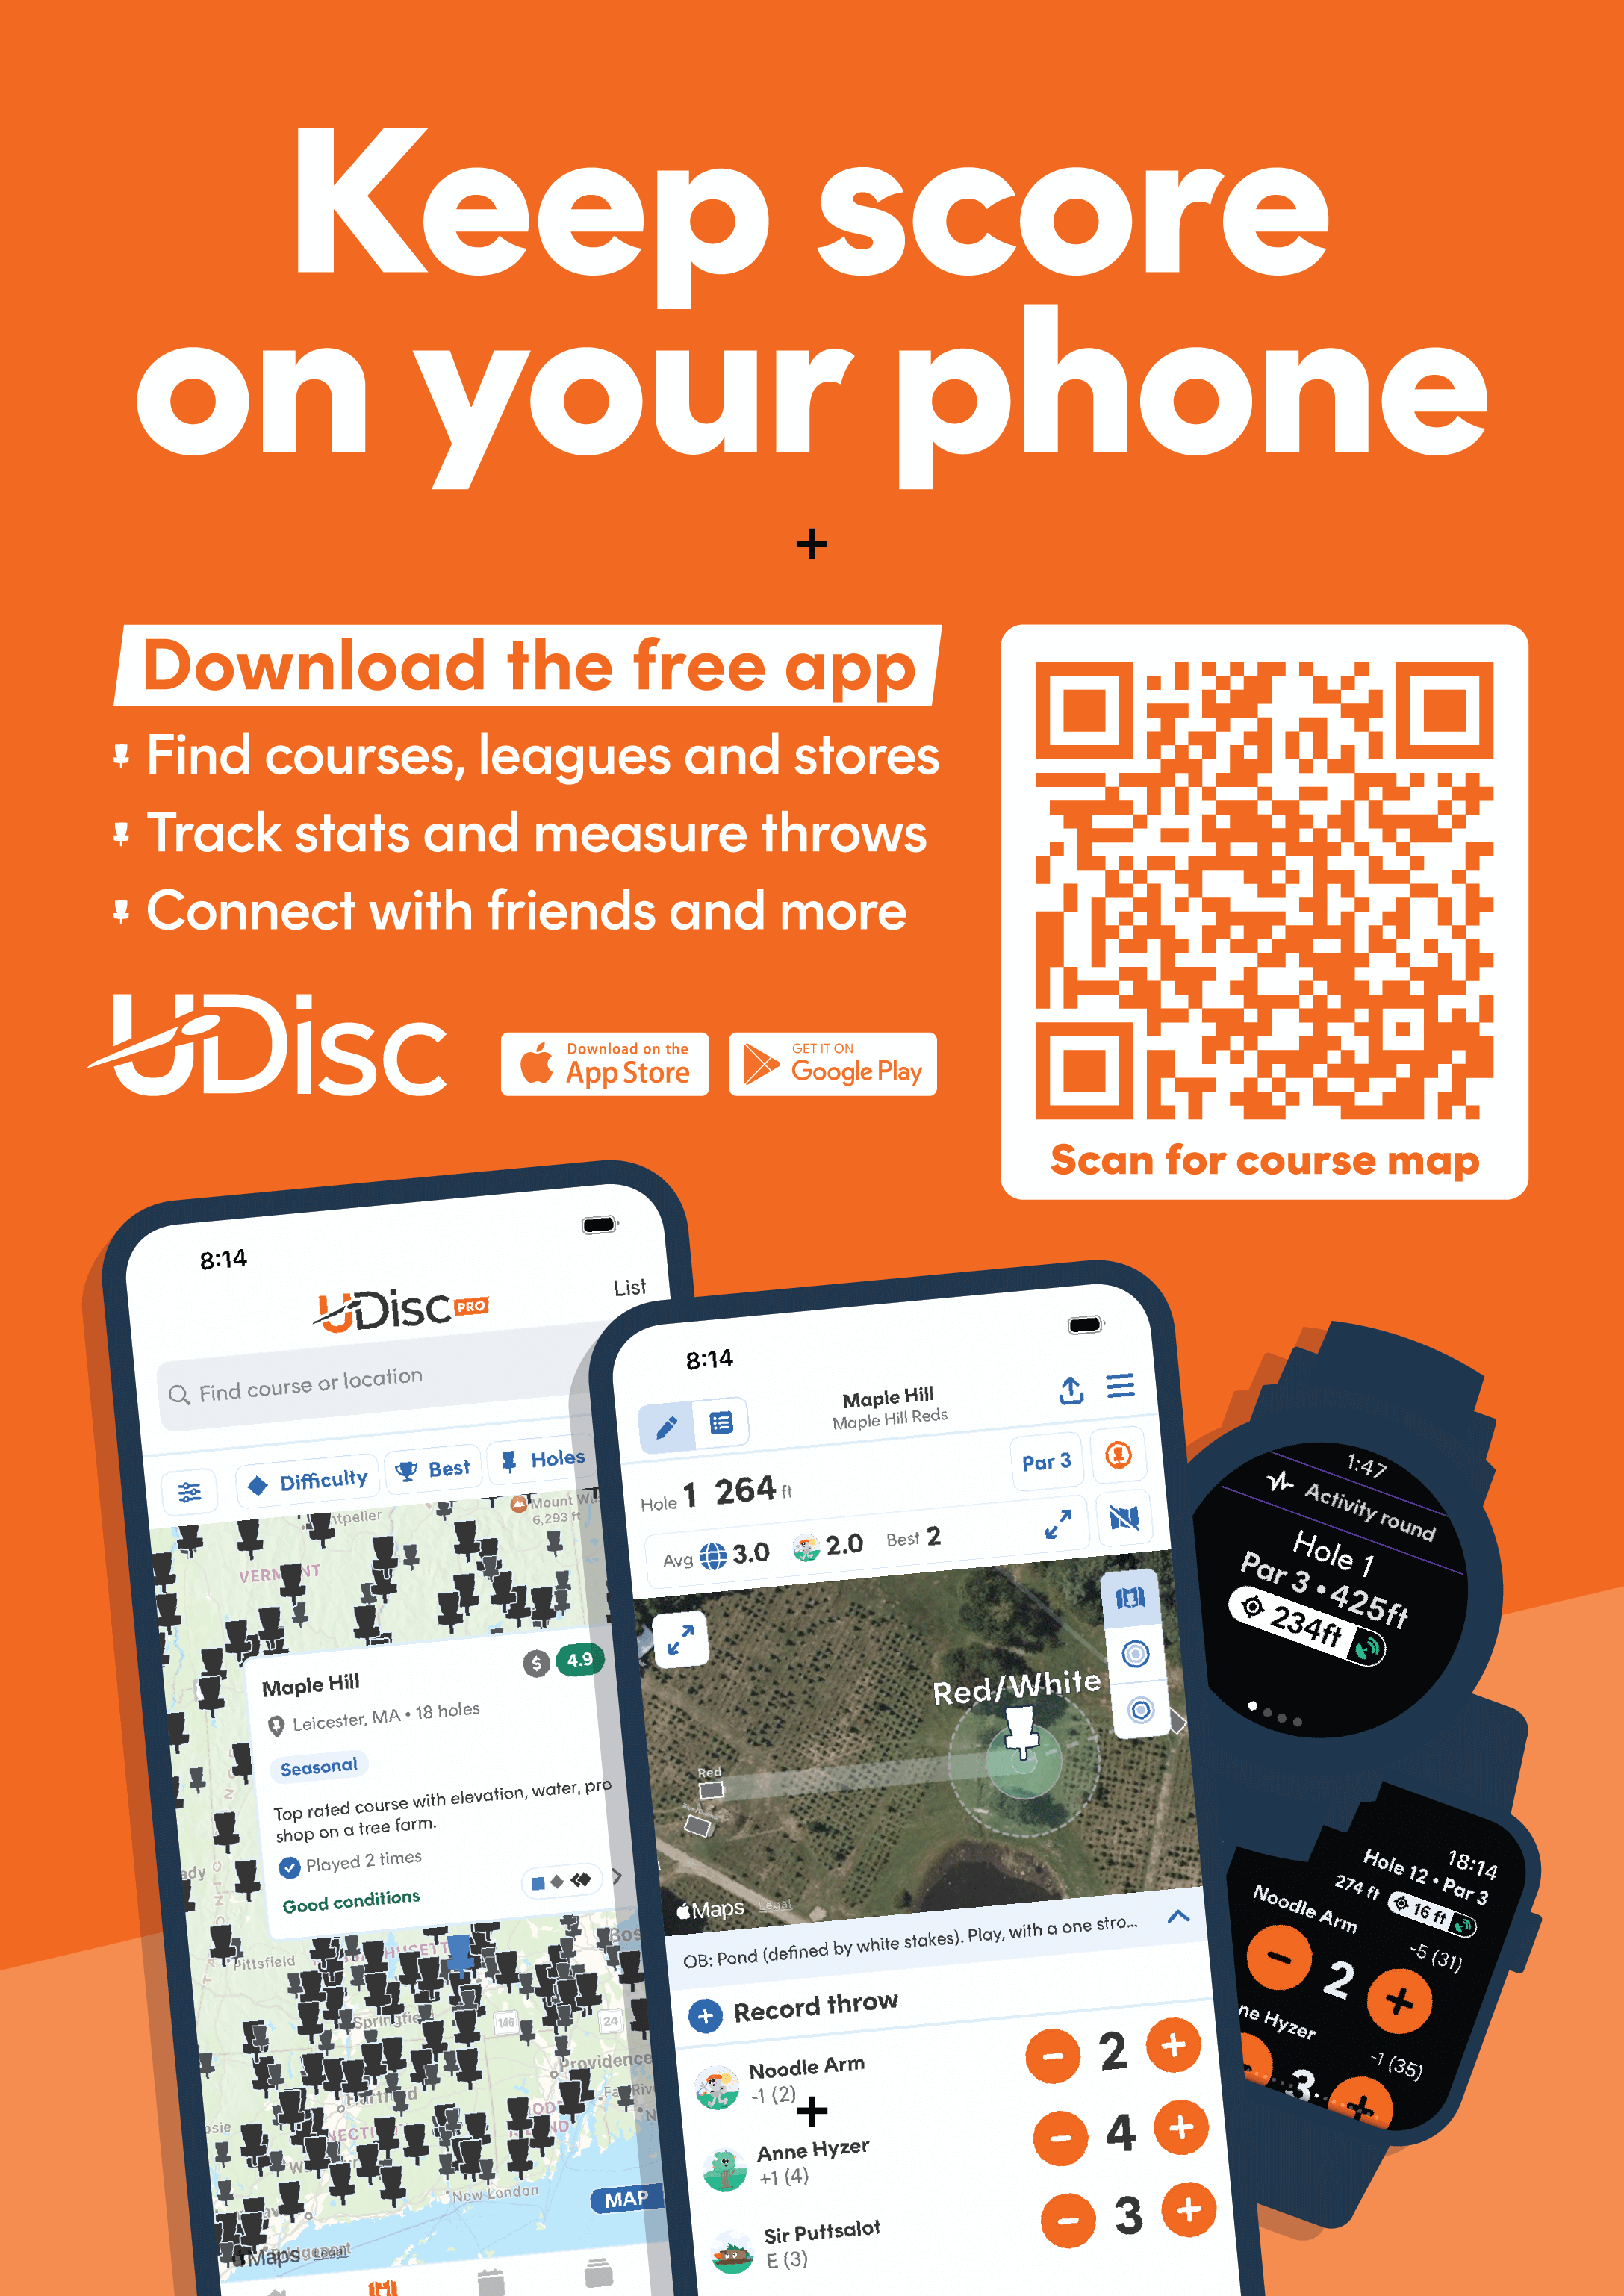 Keep score
on your phone
+
Download the free app
Find courses, leagues and stores
Track stats and measure throws
Connect with friends and more
UDisc
Download on the
App Store
GET IT ON
Google Play
Scan for course map
8:14
List
UDisc PRO
Find course or location
Difficulty
Best
Holes
Mount
6,293 ft
VERMONT
Maple Hill
$ 4.9
Leicester, MA • 18 holes
Seasonal
Top rated course with elevation, water, pro
shop on a tree farm.
Played 2 times
Good conditions
Pittsfield
146
24
Providence
New London
MAP
Maps
Legal
8:14
Maple Hill
Maple Hill Reds
Hole 1 264 ft
Par 3
Avg 3.0 2.0 Best 2
Red/White
Red
Maps Legal
OB: Pond (defined by white stakes). Play, with a one stro...
+ Record throw
Noodle Arm
-1 (2)
− 2 +
+
Anne Hyzer
+1 (4)
− 4 +
Sir Puttsalot
E (3)
− 3 +
1:47
Activity round
Hole 1
Par 3 • 425ft
234ft
18:14
Hole 12 • Par 3
274 ft 16 ft
Noodle Arm
-5 (31)
− 2 +
ne Hyzer
-1 (35)
− 3 +